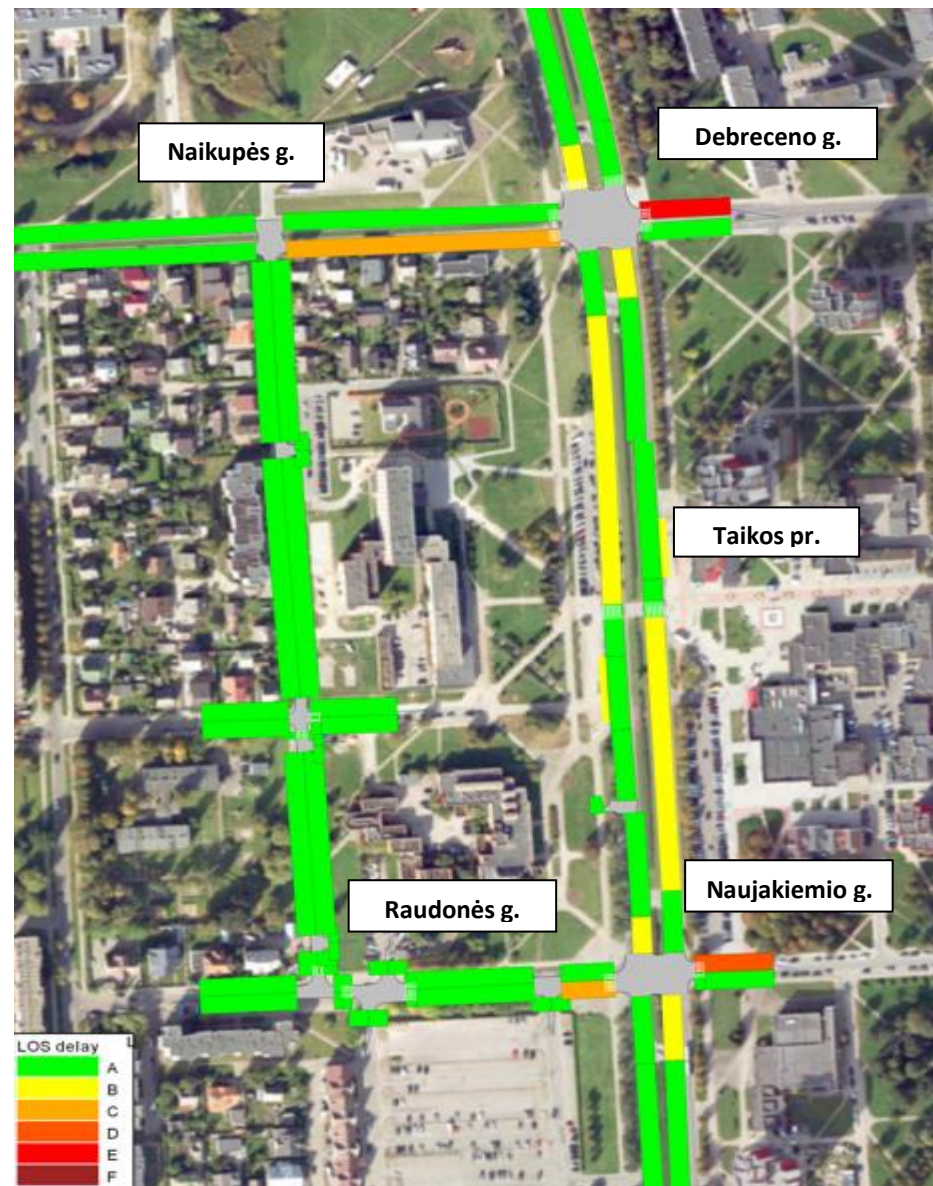 Naikupės g.
Debreceno g.
Taikos pr.
Naujakiemio g.
Raudonės g.
LOS delay
L
A
B
C
D
E
F